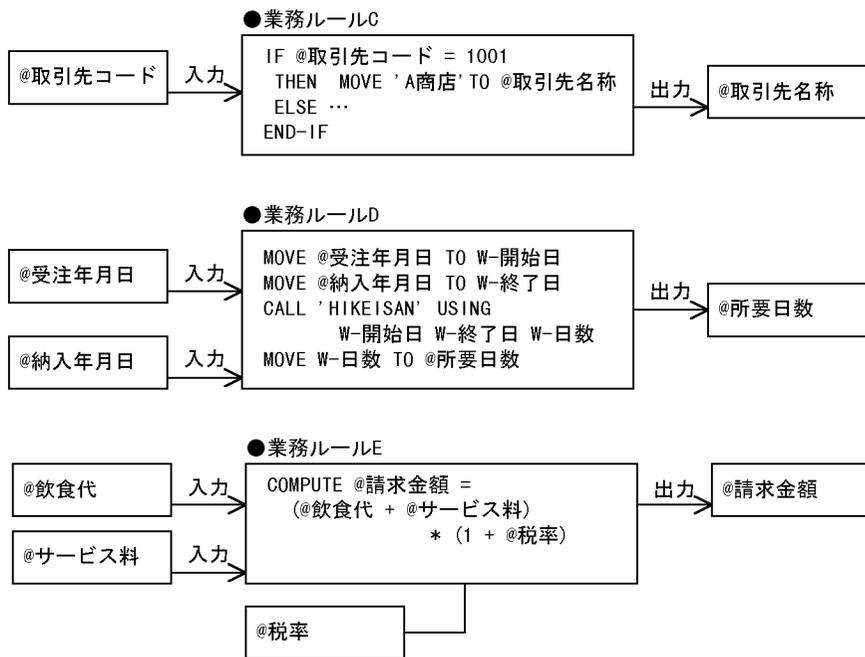 ●業務ルールC
@取引先コード
入力
IF @取引先コード = 1001
THEN MOVE 'A商店'TO @取引先名称
ELSE …
END-IF
出力
@取引先名称
●業務ルールD
@受注年月日
入力
@納入年月日
入力
MOVE @受注年月日 TO W-開始日
MOVE @納入年月日 TO W-終了日
CALL 'HIKEISAN' USING
W-開始日 W-終了日 W-日数
MOVE W-日数 TO @所要日数
出力
@所要日数
●業務ルールE
@飲食代
入力
@サービス料
入力
COMPUTE @請求金額 =
(@飲食代 + @サービス料)
* (1 + @税率)
出力
@請求金額
@税率